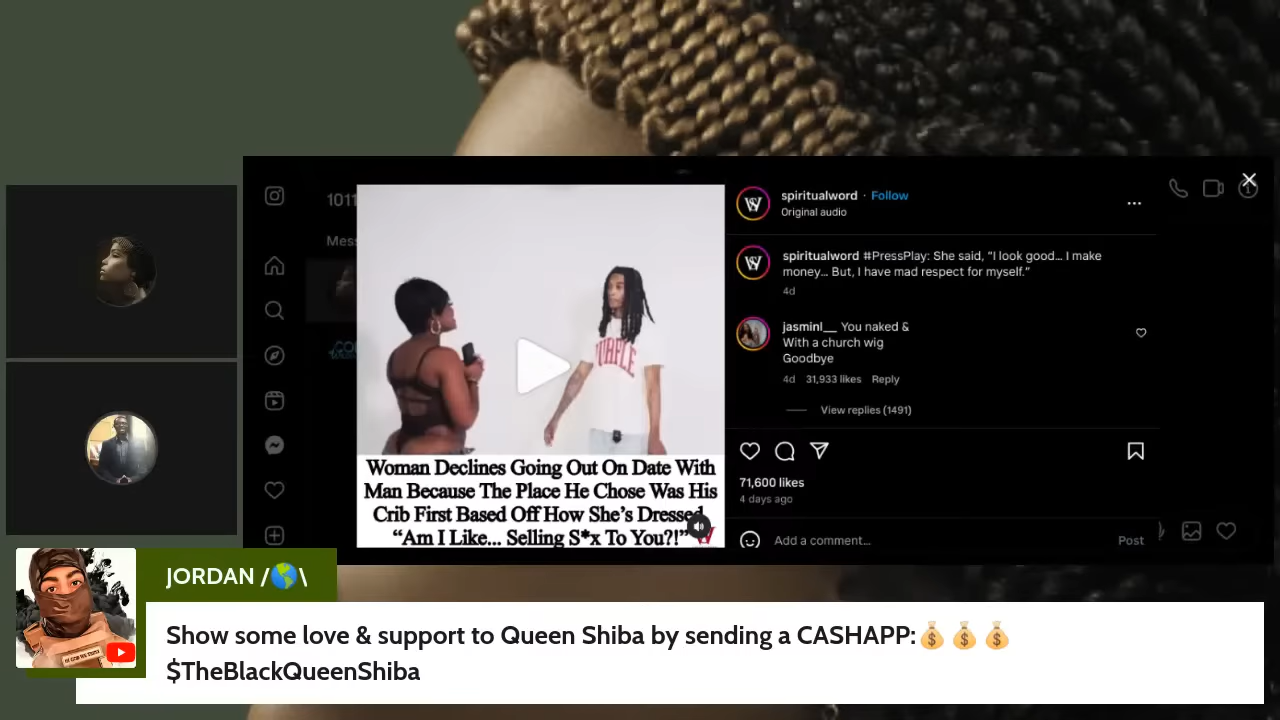 1011
Mess
spiritualword · Follow
Original audio
spiritualword #PressPlay: She said, “I look good… I make
money… But, I have mad respect for myself.”
4d
jasminl__ You naked &
With a church wig
Goodbye
4d 31,933 likes Reply
View replies (1491)
71,600 likes
4 days ago
Add a comment…
Post
Woman Declines Going Out On Date With
Man Because The Place He Chose Was His
Crib First Based Off How She’s Dressed
“Am I Like... Selling S*x To You?!”
JORDAN /🌎\
Show some love & support to Queen Shiba by sending a CASHAPP:💰💰💰
$TheBlackQueenShiba